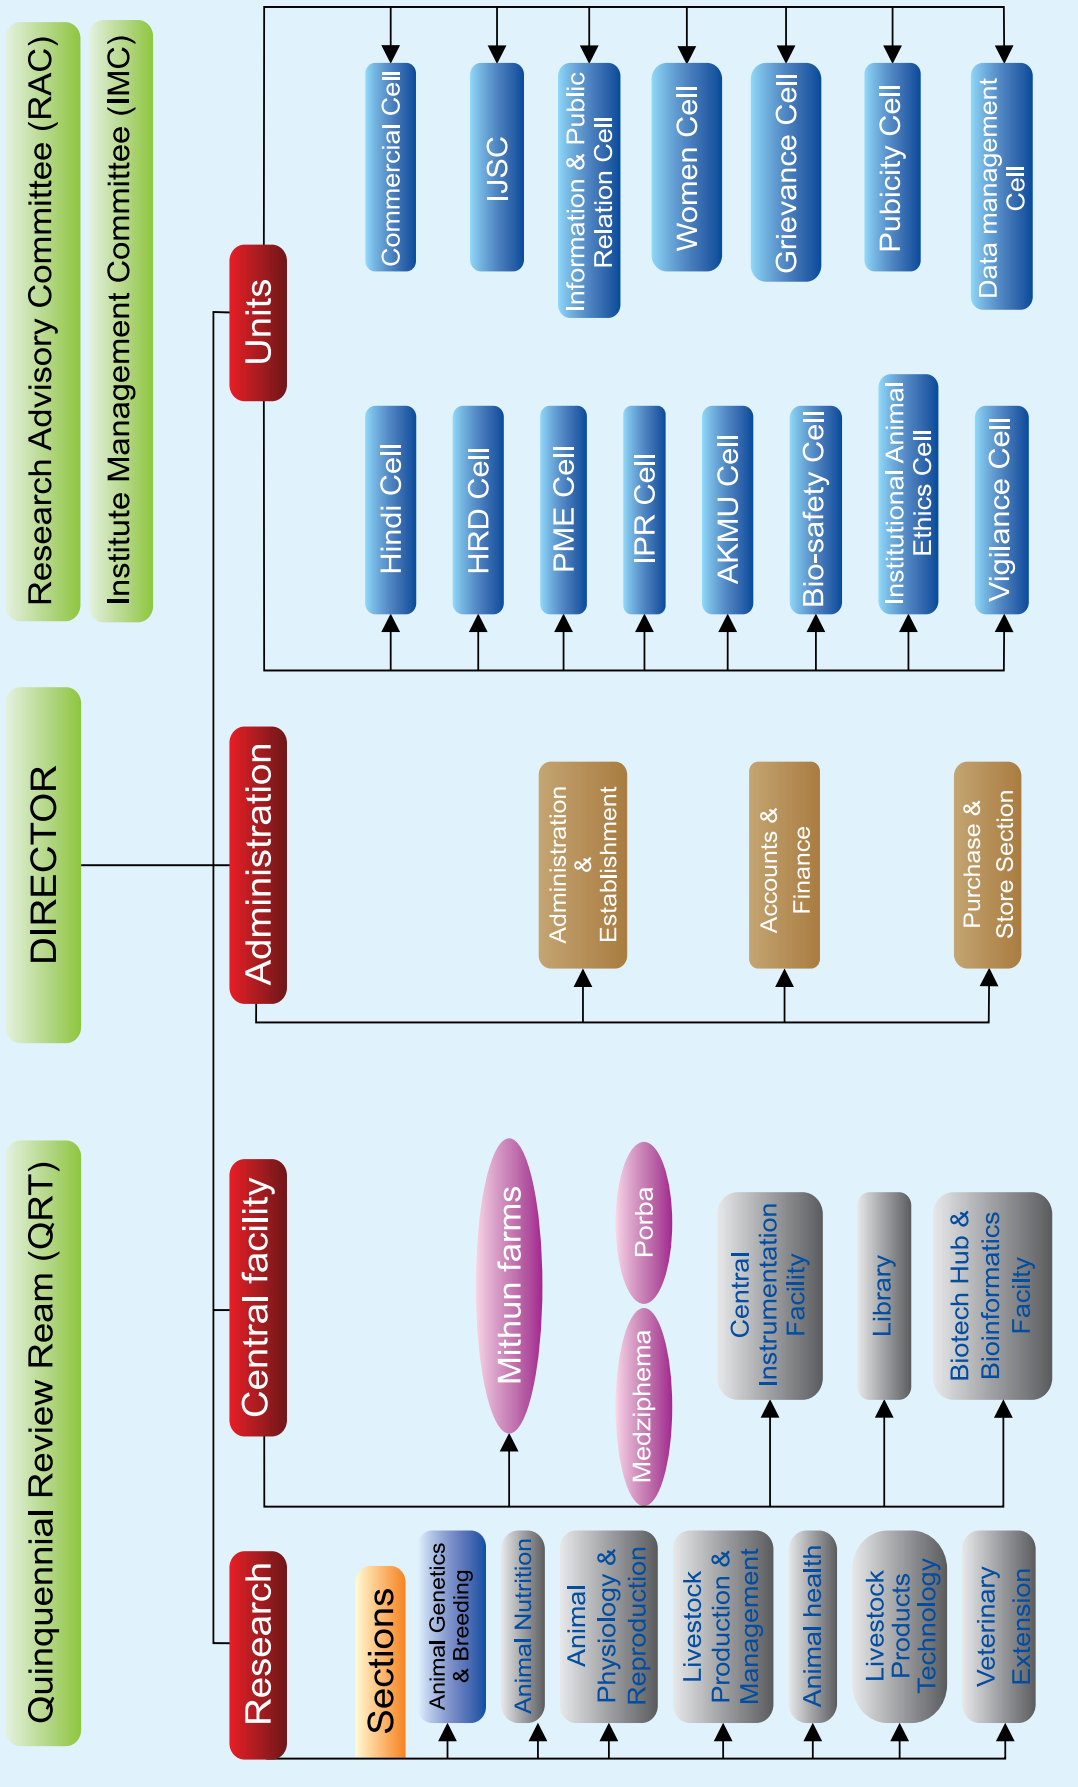 Quinquennial Review Ream (QRT)
DIRECTOR
Research Advisory Committee (RAC)
Institute Management Committee (IMC)
Research
Central facility
Administration
Units
Sections
Animal Genetics
& Breeding
Animal Nutrition
Animal
Physiology &
Reproduction
Livestock
Production &
Management
Animal health
Livestock
Products
Technology
Veterinary
Extension
Mithun farms
Medziphema
Porba
Central
Instrumentation
Facility
Library
Biotech Hub &
Bioinformatics
Facilty
Administration
&
Establishment
Accounts &
Finance
Purchase &
Store Section
Hindi Cell
HRD Cell
PME Cell
IPR Cell
AKMU Cell
Bio-safety Cell
Institutional Animal
Ethics Cell
Vigilance Cell
Commercial Cell
IJSC
Information & Public
Relation Cell
Women Cell
Grievance Cell
Pubicity Cell
Data management
Cell